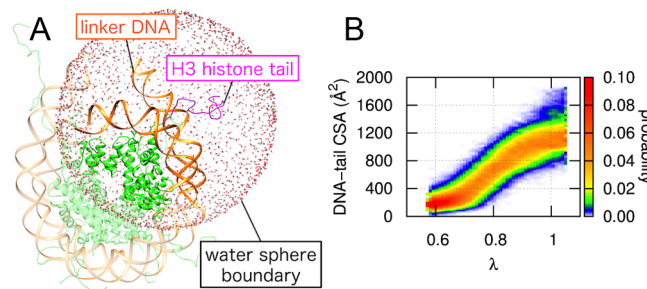 A
linker DNA
H3 histone tail
water sphere
boundary
B
DNA-tail CSA (Å²)
2000
1600
1200
800
400
0
0.6
0.8
1
λ
0.10
0.08
0.06
0.04
0.02
0.00
probability